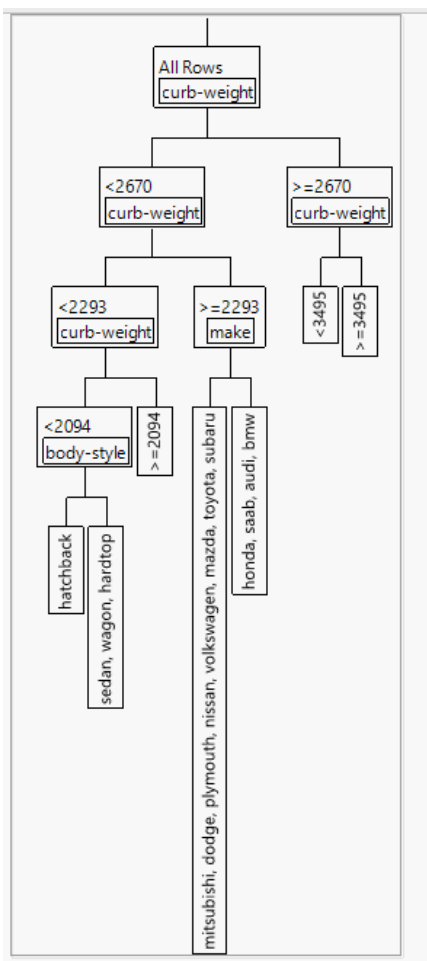 All Rows
curb-weight
<2670
curb-weight
>=2670
curb-weight
<2293
curb-weight
>=2293
make
<3495
>=3495
<2094
body-style
>=2094
mitsubishi, dodge, plymouth, nissan, volkswagen, mazda, toyota, subaru
honda, saab, audi, bmw
hatchback
sedan, wagon, hardtop